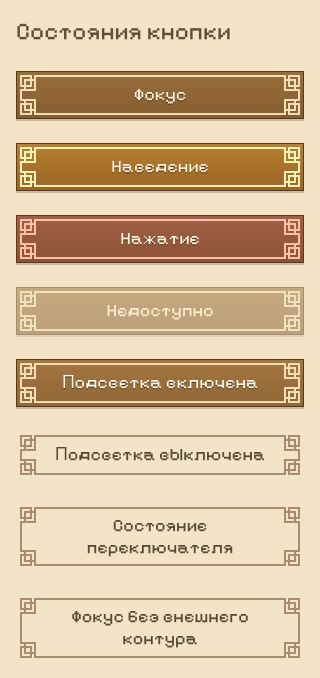 Состояния кнопки
Фокус
Наведение
Нажатие
Недоступно
Подсветка включена
Подсветка выключена
Состояние
переключателя
Фокус без внешнего
контура